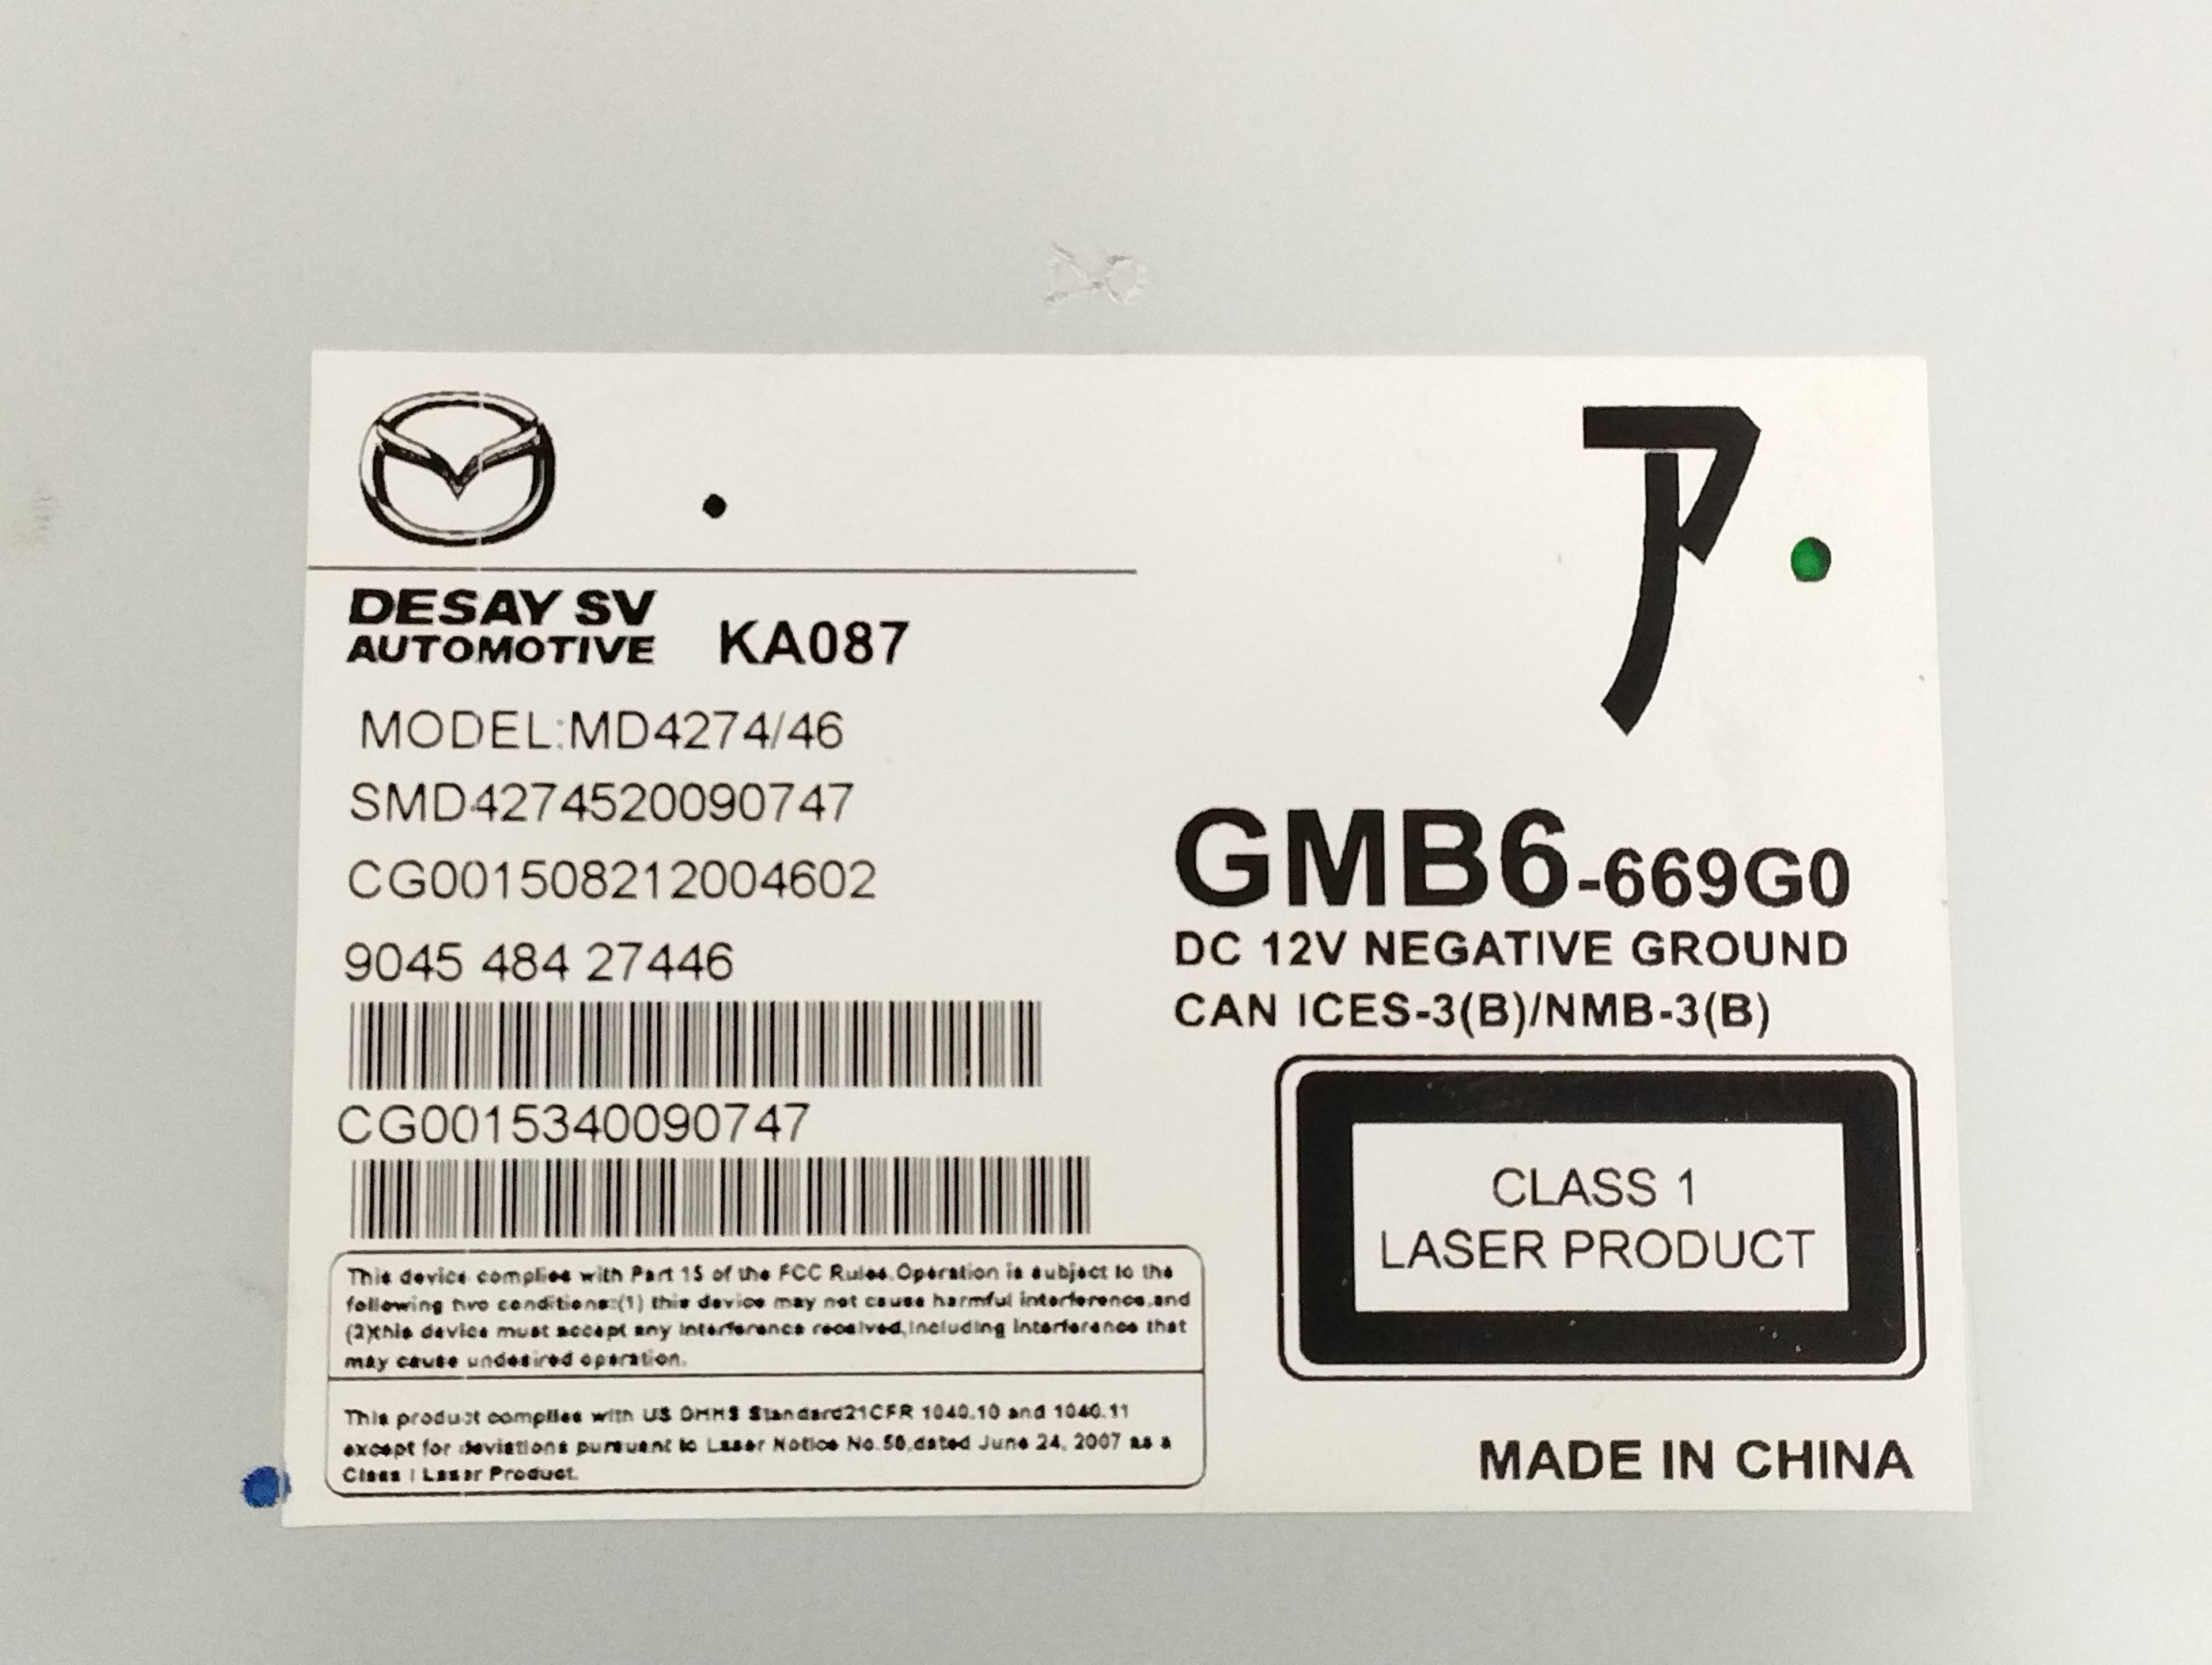 ア
DESAY SV
AUTOMOTIVE KA087
MODEL:MD4274/46
SMD4274520090747
CG001508212004602
9045 484 27446
CG0015340090747
This device complies with Part 15 of the FCC Rules.Operation is subject to the
following two conditions:(1) this device may not cause harmful interference,and
(2)this device must accept any interference received,including interference that
may cause undesired operation.
This product complies with US DHHS Standard21CFR 1040.10 and 1040.11
except for deviations pursuant to Laser Notice No.50,dated June 24, 2007 as a
Class I Laser Product.
GMB6-669G0
DC 12V NEGATIVE GROUND
CAN ICES-3(B)/NMB-3(B)
CLASS 1
LASER PRODUCT
MADE IN CHINA